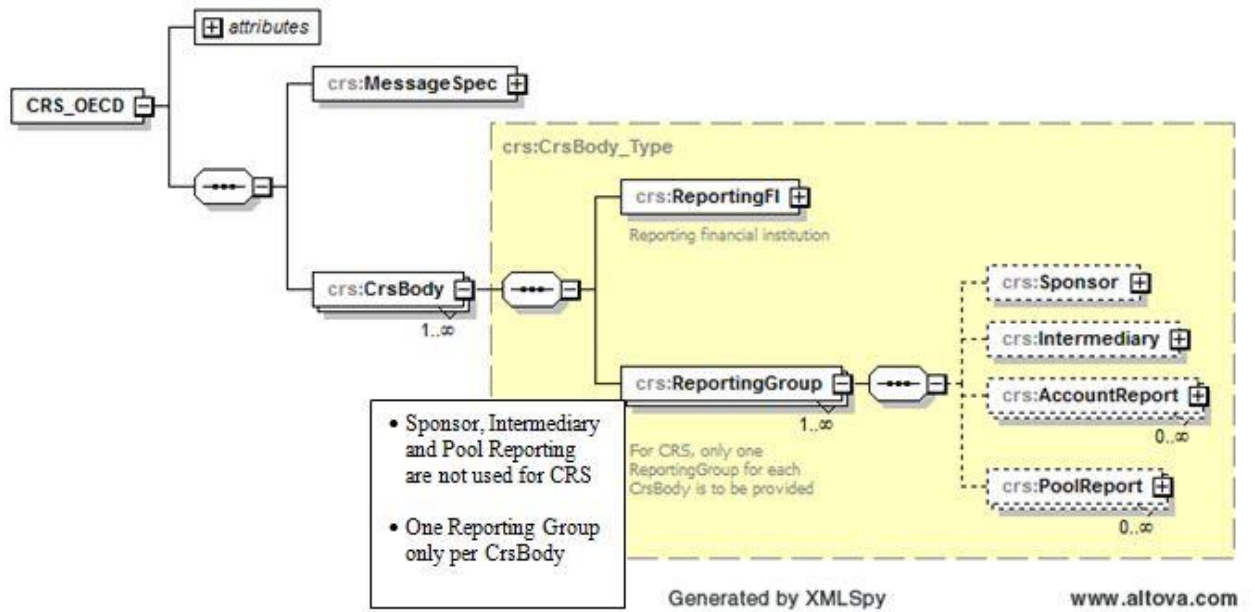 attributes
crs:MessageSpec
CRS_OECD
crs:CrsBody_Type
crs:ReportingFI
Reporting financial institution
crs:CrsBody
1..∞
crs:Sponsor
crs:Intermediary
crs:ReportingGroup
1..∞
crs:AccountReport
0..∞
For CRS, only one
ReportingGroup for each
CrsBody is to be provided
crs:PoolReport
0..∞
• Sponsor, Intermediary
and Pool Reporting
are not used for CRS
• One Reporting Group
only per CrsBody
Generated by XMLSpy
www.altova.com